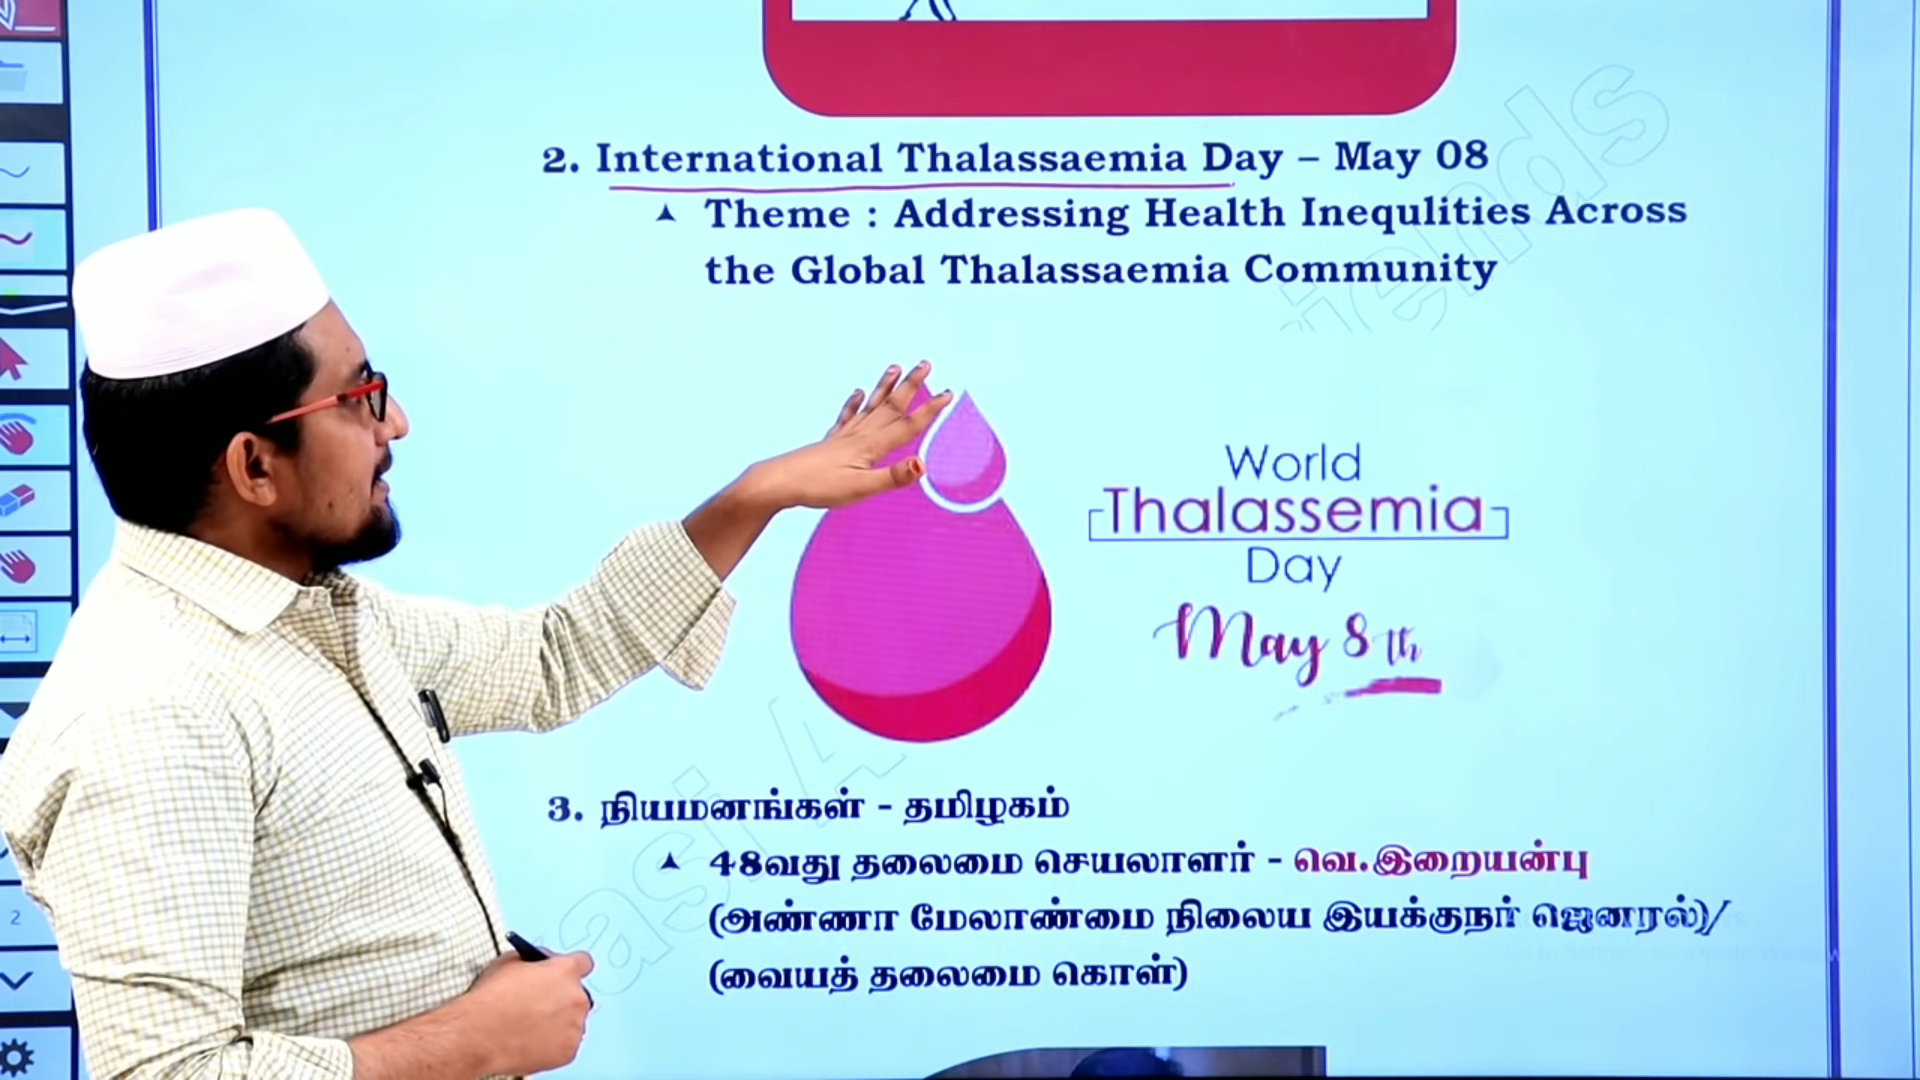 2. International Thalassaemia Day – May 08
Theme : Addressing Health Inequlities Across
the Global Thalassaemia Community
World
Thalassemia
Day
May 8th
3. நியமனங்கள் - தமிழகம்
48வது தலைமை செயலாளர் - வெ.இறையன்பு
(அண்ணா மேலாண்மை நிலைய இயக்குநர் ஜெனரல்)/
(வையத் தலைமை கொள்)
2